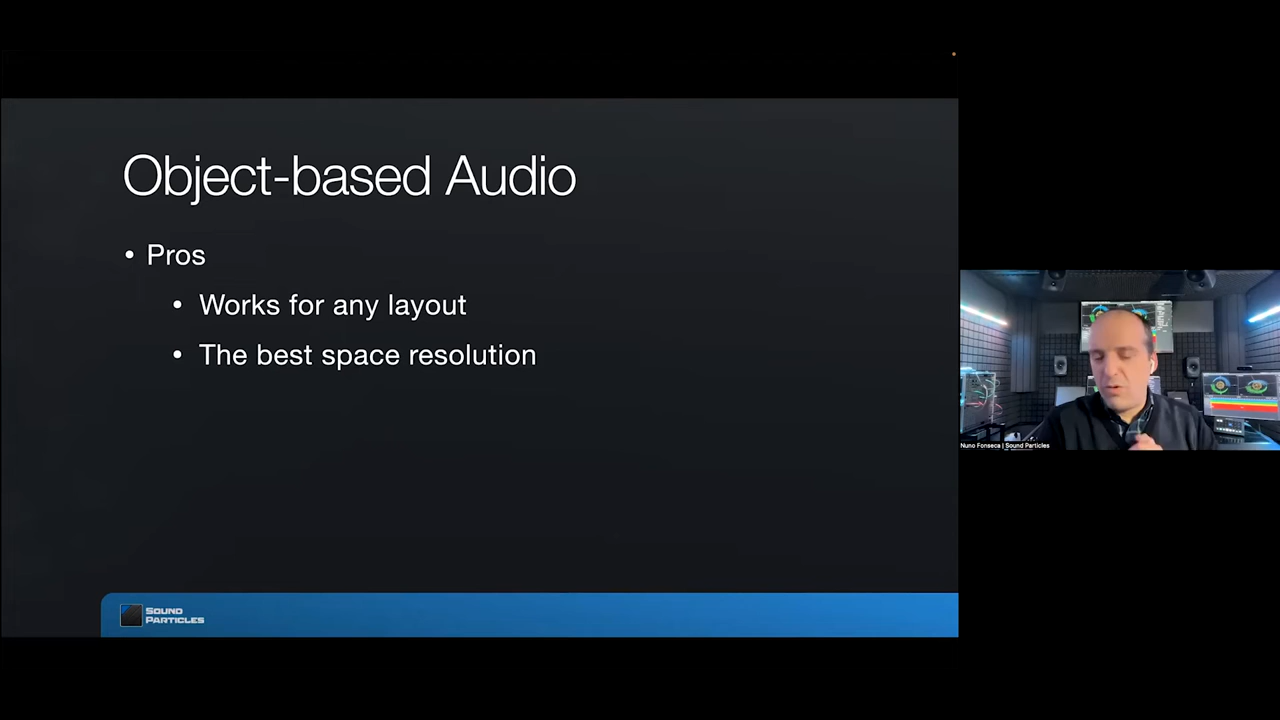 Object-based Audio
• Pros
• Works for any layout
• The best space resolution
SOUND
PARTICLES
Nuno Fonseca | Sound Particles